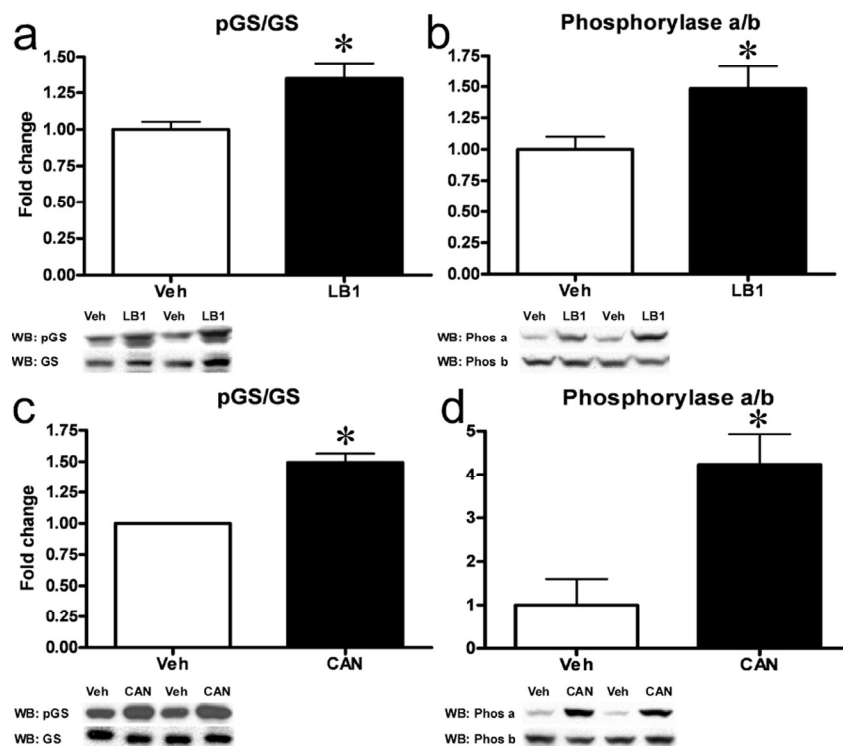 a
pGS/GS
1.50
1.25
1.00
0.75
0.50
0.25
0.00
Fold change
*
Veh
LB1
Veh LB1 Veh LB1
WB: pGS
WB: GS
b
Phosphorylase a/b
1.75
1.50
1.25
1.00
0.75
0.50
0.25
0.00
*
Veh
LB1
Veh LB1 Veh LB1
WB: Phos a
WB: Phos b
c
pGS/GS
1.75
1.50
1.25
1.00
0.75
0.50
0.25
0.00
Fold change
*
Veh
CAN
Veh CAN Veh CAN
WB: pGS
WB: GS
d
Phosphorylase a/b
5
4
3
2
1
0
*
Veh
CAN
Veh CAN Veh CAN
WB: Phos a
WB: Phos b